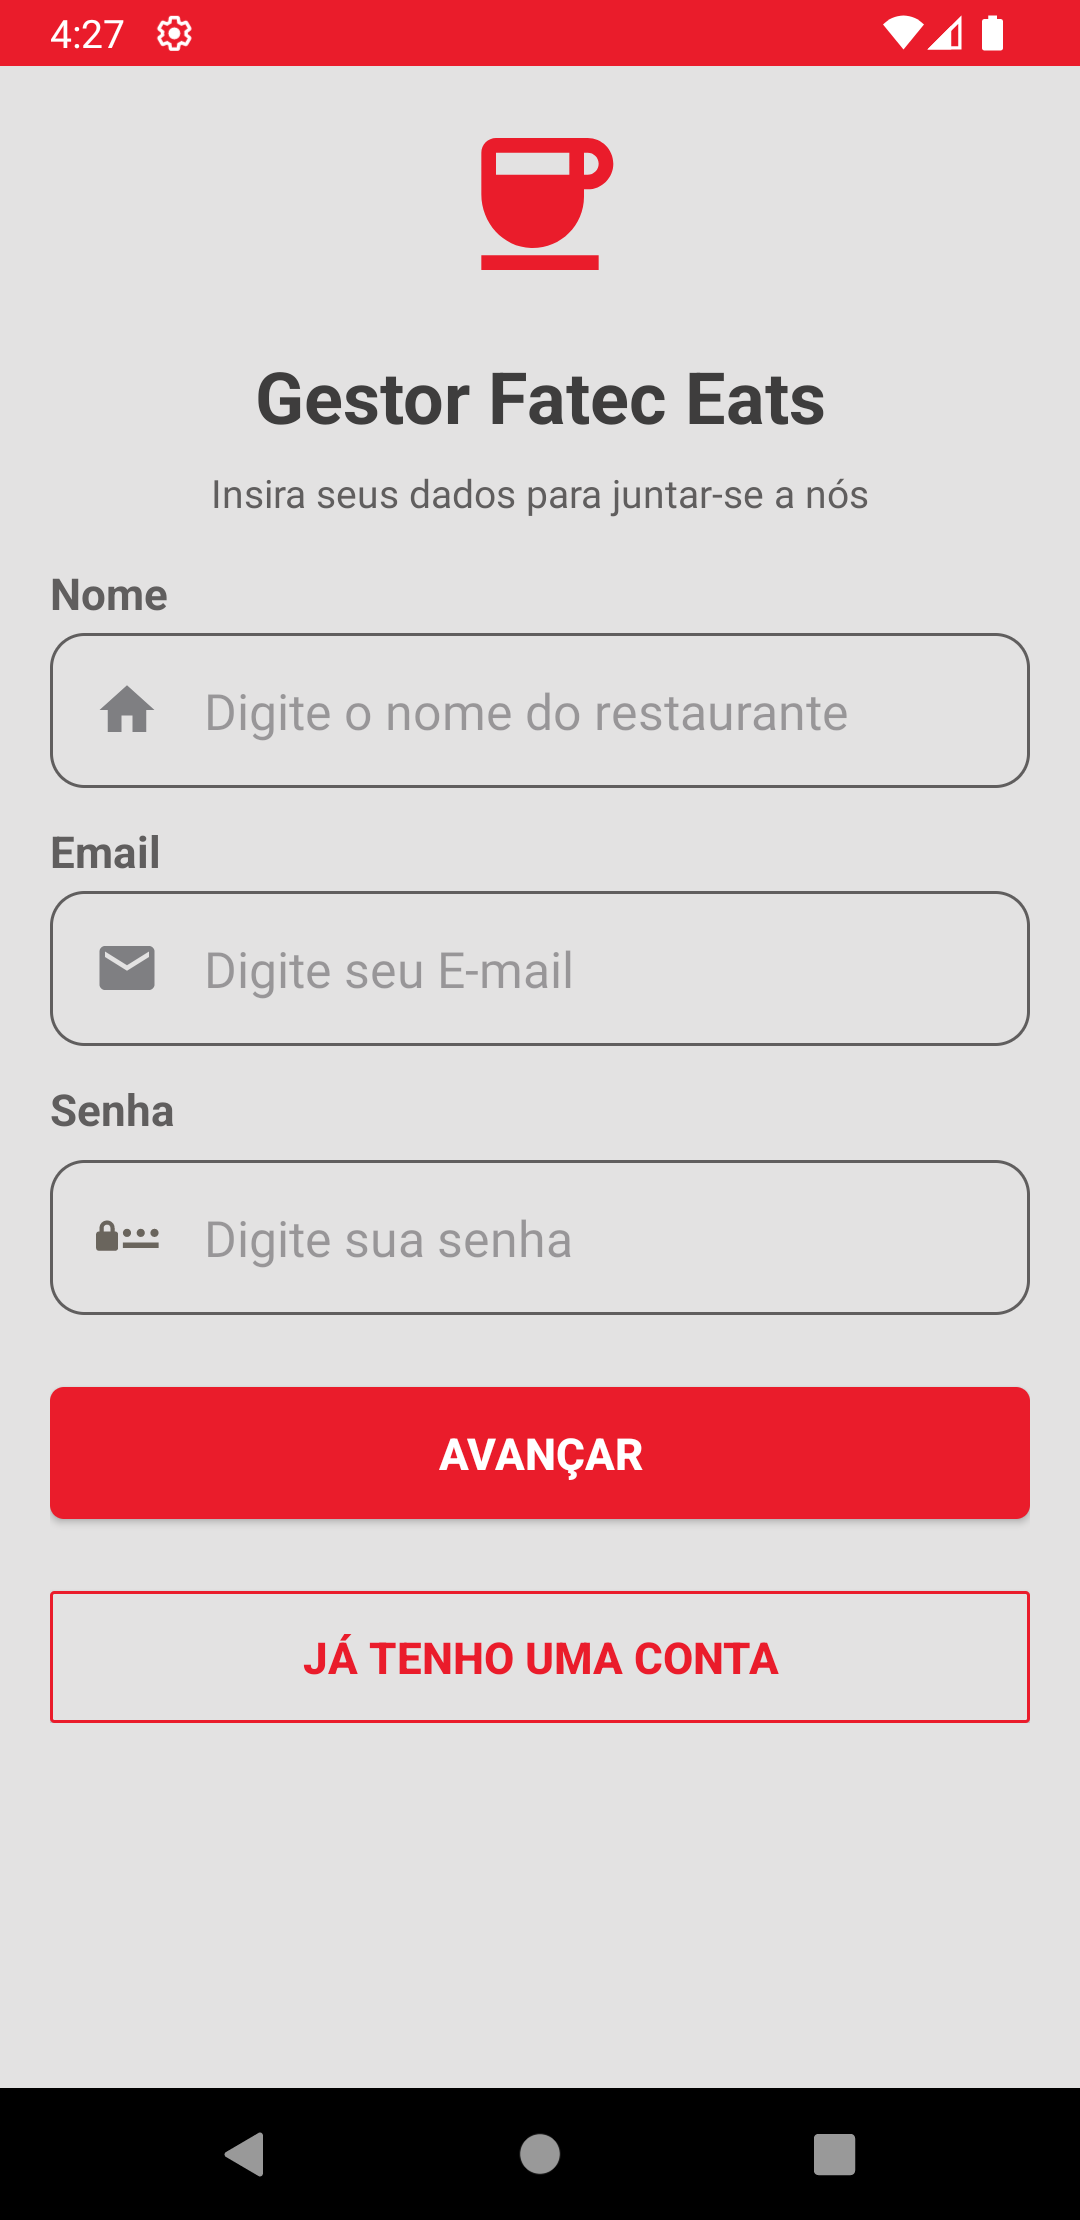 4:27
Gestor Fatec Eats
Insira seus dados para juntar-se a nós
Nome
Digite o nome do restaurante
Email
Digite seu E-mail
Senha
Digite sua senha
AVANÇAR
JÁ TENHO UMA CONTA